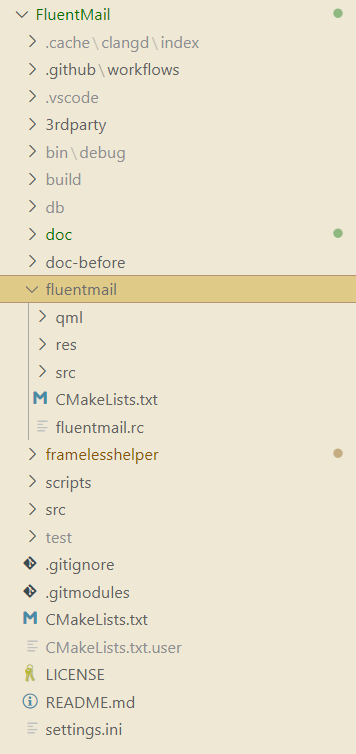 FluentMail
.cache\clangd\index
.github\workflows
.vscode
3rdparty
bin\debug
build
db
doc
doc-before
fluentmail
qml
res
src
CMakeLists.txt
fluentmail.rc
framelesshelper
scripts
src
test
.gitignore
.gitmodules
CMakeLists.txt
CMakeLists.txt.user
LICENSE
README.md
settings.ini